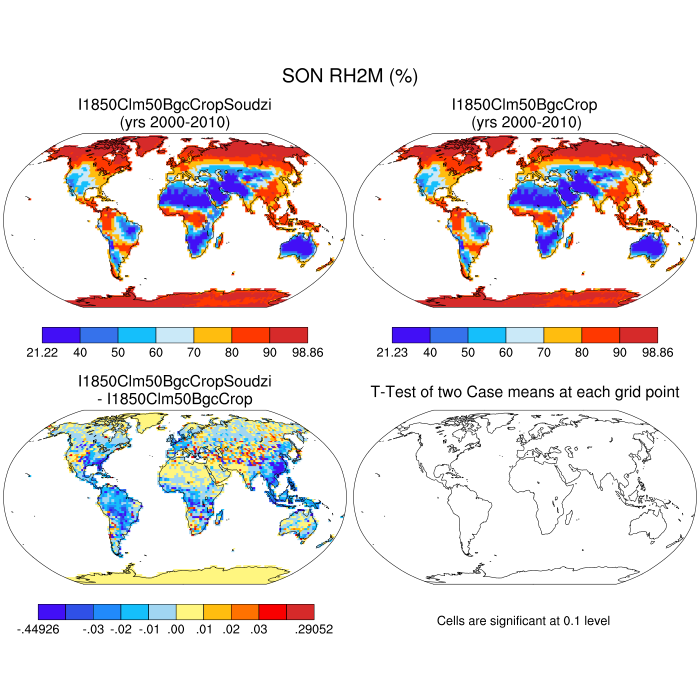 SON RH2M (%)
I1850Clm50BgcCropSoudzi
(yrs 2000-2010)
I1850Clm50BgcCrop
(yrs 2000-2010)
21.22 40 50 60 70 80 90 98.86
21.23 40 50 60 70 80 90 98.86
I1850Clm50BgcCropSoudzi
- I1850Clm50BgcCrop
T-Test of two Case means at each grid point
-.44926 -.03 -.02 -.01 .00 .01 .02 .03 .29052
Cells are significant at 0.1 level